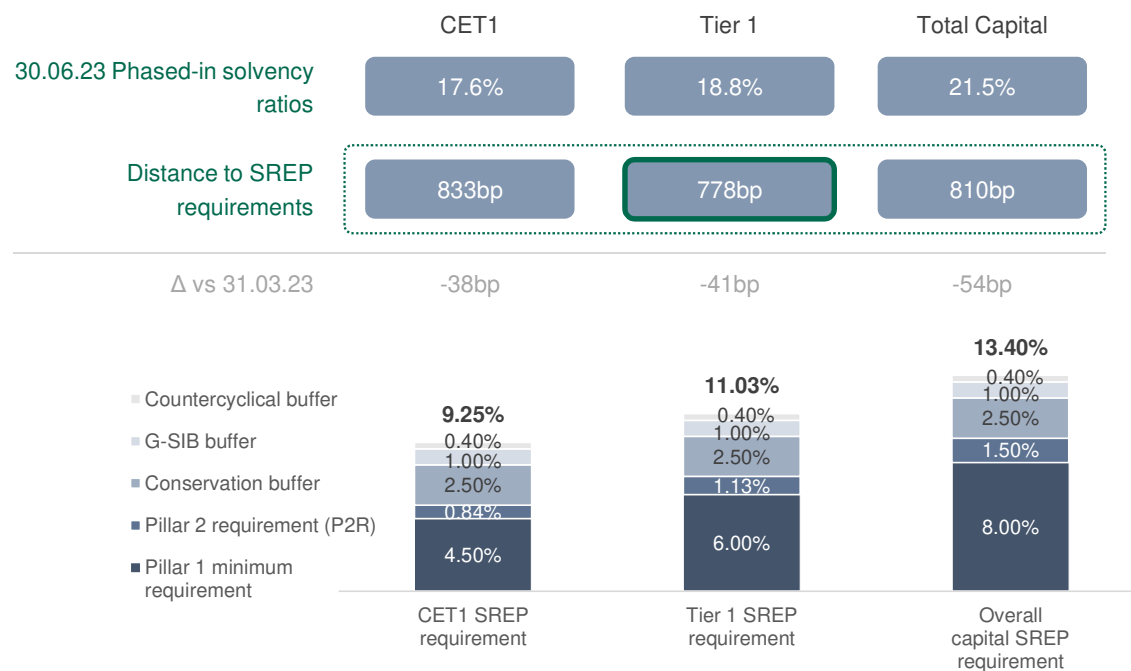 CET1
Tier 1
Total Capital
30.06.23 Phased-in solvency
ratios
17.6%
18.8%
21.5%
Distance to SREP
requirements
833bp
778bp
810bp
Δ vs 31.03.23
-38bp
-41bp
-54bp
Countercyclical buffer
G-SIB buffer
Conservation buffer
Pillar 2 requirement (P2R)
Pillar 1 minimum
requirement
9.25%
0.40%
1.00%
2.50%
0.84%
4.50%
CET1 SREP
requirement
11.03%
0.40%
1.00%
2.50%
1.13%
6.00%
Tier 1 SREP
requirement
13.40%
0.40%
1.00%
2.50%
1.50%
8.00%
Overall
capital SREP
requirement